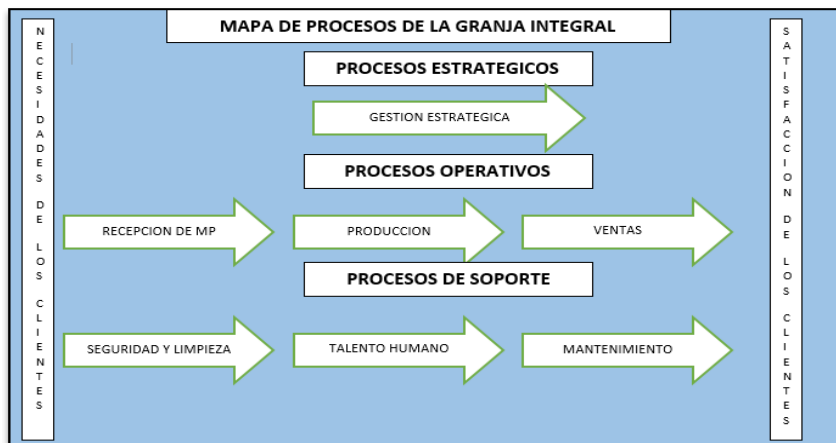 MAPA DE PROCESOS DE LA GRANJA INTEGRAL
NECESIDADES DE LOS CLIENTES
PROCESOS ESTRATEGICOS
GESTION ESTRATEGICA
PROCESOS OPERATIVOS
RECEPCION DE MP
PRODUCCION
VENTAS
PROCESOS DE SOPORTE
SEGURIDAD Y LIMPIEZA
TALENTO HUMANO
MANTENIMIENTO
SATISFACCION DE LOS CLIENTES